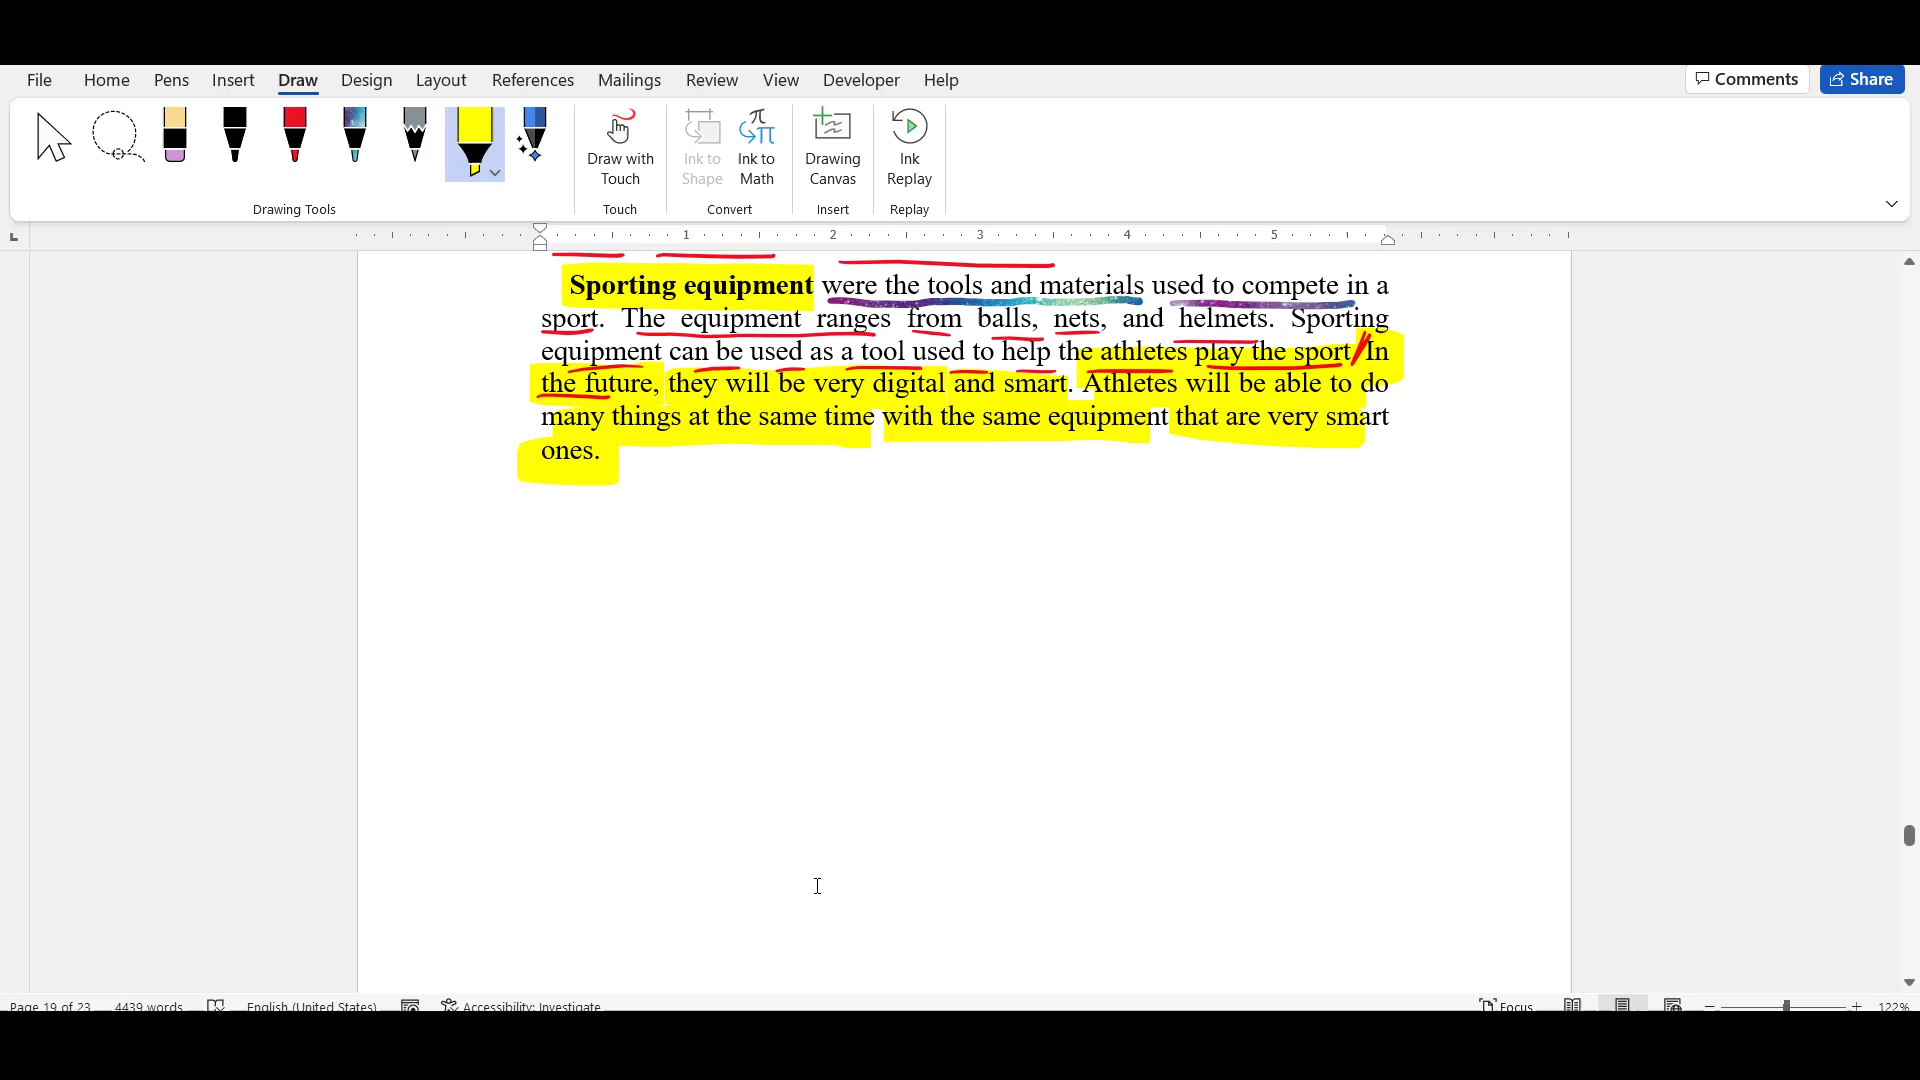 File Home Pens Insert Draw Design Layout References Mailings Review View Developer Help Comments Share
Draw with Touch
Ink to Shape
Ink to Math
Drawing Canvas
Ink Replay
Drawing Tools Touch Convert Insert Replay
1 2 3 4 5
Sporting equipment were the tools and materials used to compete in a
sport. The equipment ranges from balls, nets, and helmets. Sporting
equipment can be used as a tool used to help the athletes play the sport In
the future, they will be very digital and smart. Athletes will be able to do
many things at the same time with the same equipment that are very smart
ones.
Page 19 of 23 4439 words English (United States) Accessibility: Investigate Focus 122%